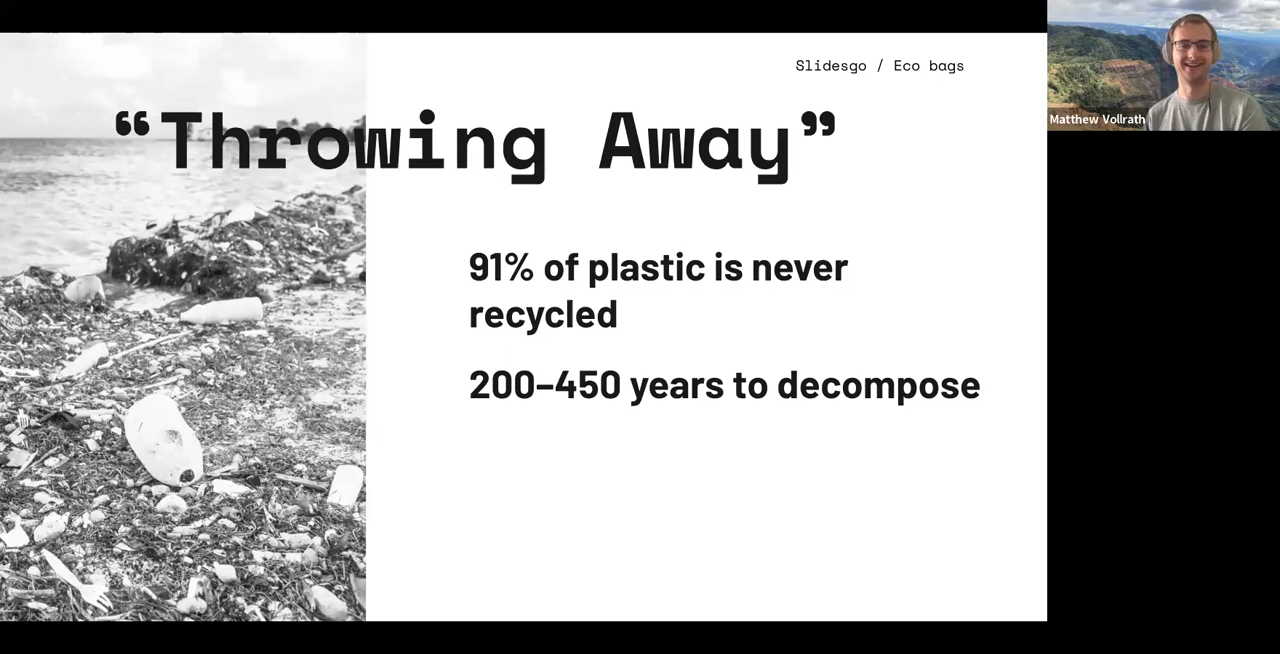 Slidesgo / Eco bags
“Throwing Away”
91% of plastic is never
recycled
200–450 years to decompose
Matthew Vollrath